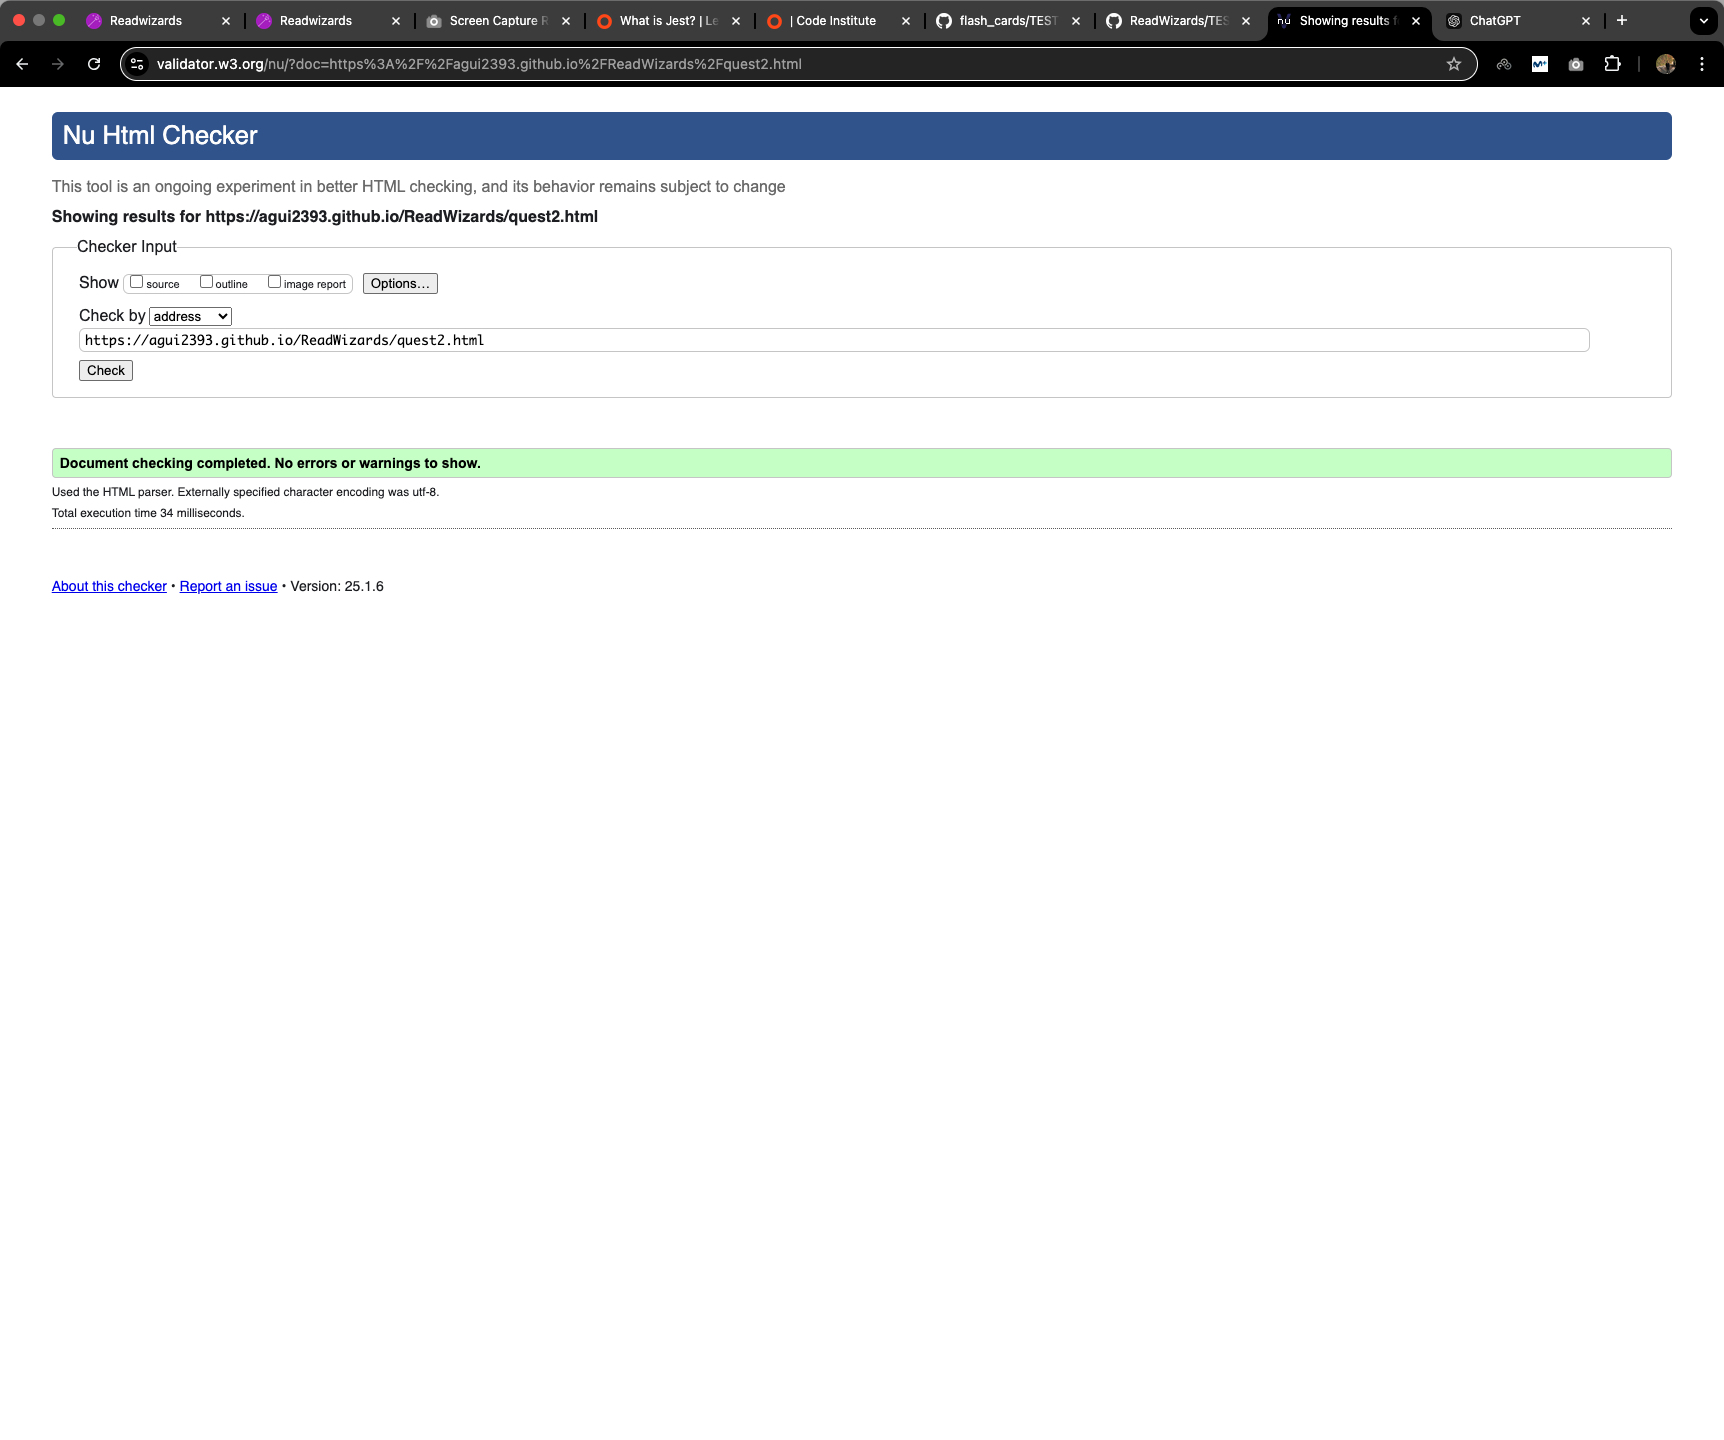 Readwizards
Readwizards
Screen Capture R
What is Jest? | Le
| Code Institute
flash_cards/TEST
ReadWizards/TES
nu Showing results f
ChatGPT
validator.w3.org/nu/?doc=https%3A%2F%2Fagui2393.github.io%2FReadWizards%2Fquest2.html
Nu Html Checker
This tool is an ongoing experiment in better HTML checking, and its behavior remains subject to change
Showing results for https://agui2393.github.io/ReadWizards/quest2.html
Checker Input
Show source outline image report Options...
Check by address
https://agui2393.github.io/ReadWizards/quest2.html
Check
Document checking completed. No errors or warnings to show.
Used the HTML parser. Externally specified character encoding was utf-8.
Total execution time 34 milliseconds.
About this checker • Report an issue • Version: 25.1.6